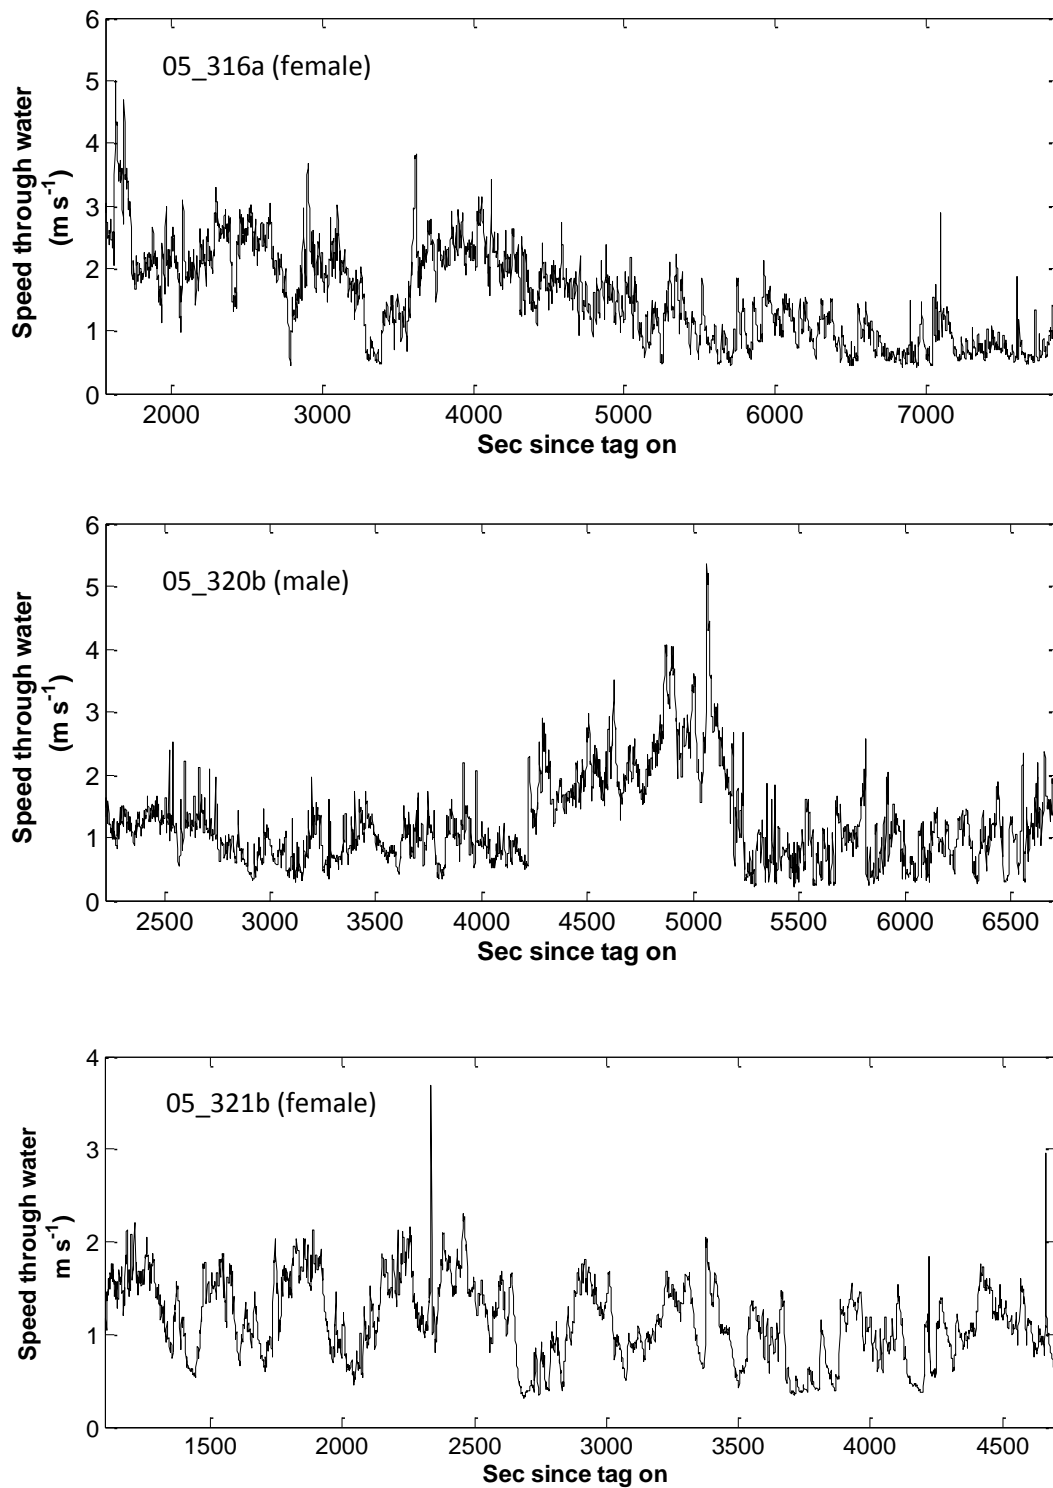 6
5
4
3
2
1
0
Speed through water
(m s-1)
05_316a (female)
2000 3000 4000 5000 6000 7000
Sec since tag on
6
5
4
3
2
1
0
Speed through water
(m s-1)
05_320b (male)
2500 3000 3500 4000 4500 5000 5500 6000 6500
Sec since tag on
4
3
2
1
0
Speed through water
m s-1)
05_321b (female)
1500 2000 2500 3000 3500 4000 4500
Sec since tag on